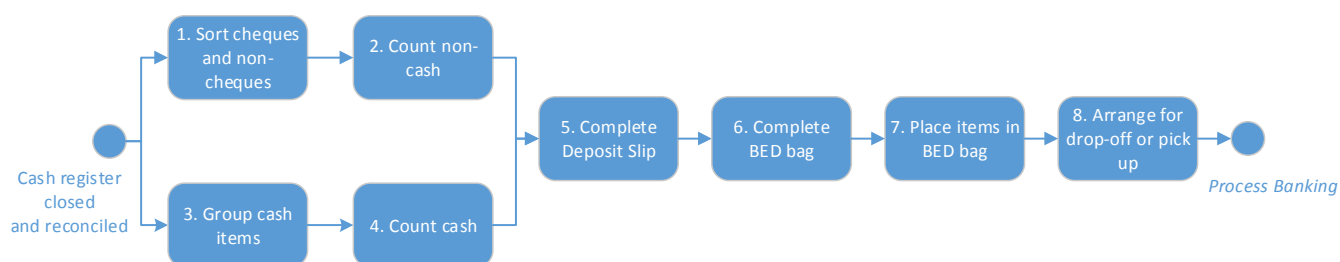 Cash register
closed
and reconciled
1. Sort cheques
and non-
cheques
2. Count non-
cash
3. Group cash
items
4. Count cash
5. Complete
Deposit Slip
6. Complete
BED bag
7. Place items in
BED bag
8. Arrange for
drop-off or pick
up
Process Banking